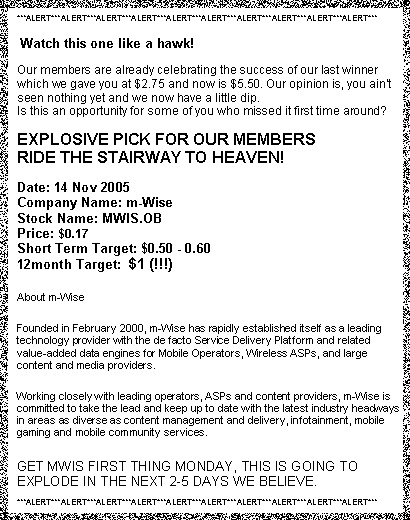 ***ALERT***ALERT***ALERT***ALERT***ALERT***ALERT***ALERT***ALERT***ALERT***
Watch this one like a hawk!
Our members are already celebrating the success of our last winner
which we gave you at $2.75 and now is $5.50. Our opinion is, you ain't
seen nothing yet and we now have a little dip.
Is this an opportunity for some of you who missed it first time around?
EXPLOSIVE PICK FOR OUR MEMBERS
RIDE THE STAIRWAY TO HEAVEN!
Date: 14 Nov 2005
Company Name: m-Wise
Stock Name: MWIS.OB
Price: $0.17
Short Term Target: $0.50 - 0.60
12month Target: $1 (!!!)
About m-Wise
Founded in February 2000, m-Wise has rapidly established itself as a leading
technology provider with the de facto Service Delivery Platform and related
value-added data engines for Mobile Operators, Wireless ASPs, and large
content and media providers.
Working closely with leading operators, ASPs and content providers, m-Wise is
committed to take the lead and keep up to date with the latest industry headways
in areas as diverse as content management and delivery, infotainment, mobile
gaming and mobile community services.
GET MWIS FIRST THING MONDAY, THIS IS GOING TO
EXPLODE IN THE NEXT 2-5 DAYS WE BELIEVE.
***ALERT***ALERT***ALERT***ALERT***ALERT***ALERT***ALERT***ALERT***ALERT***